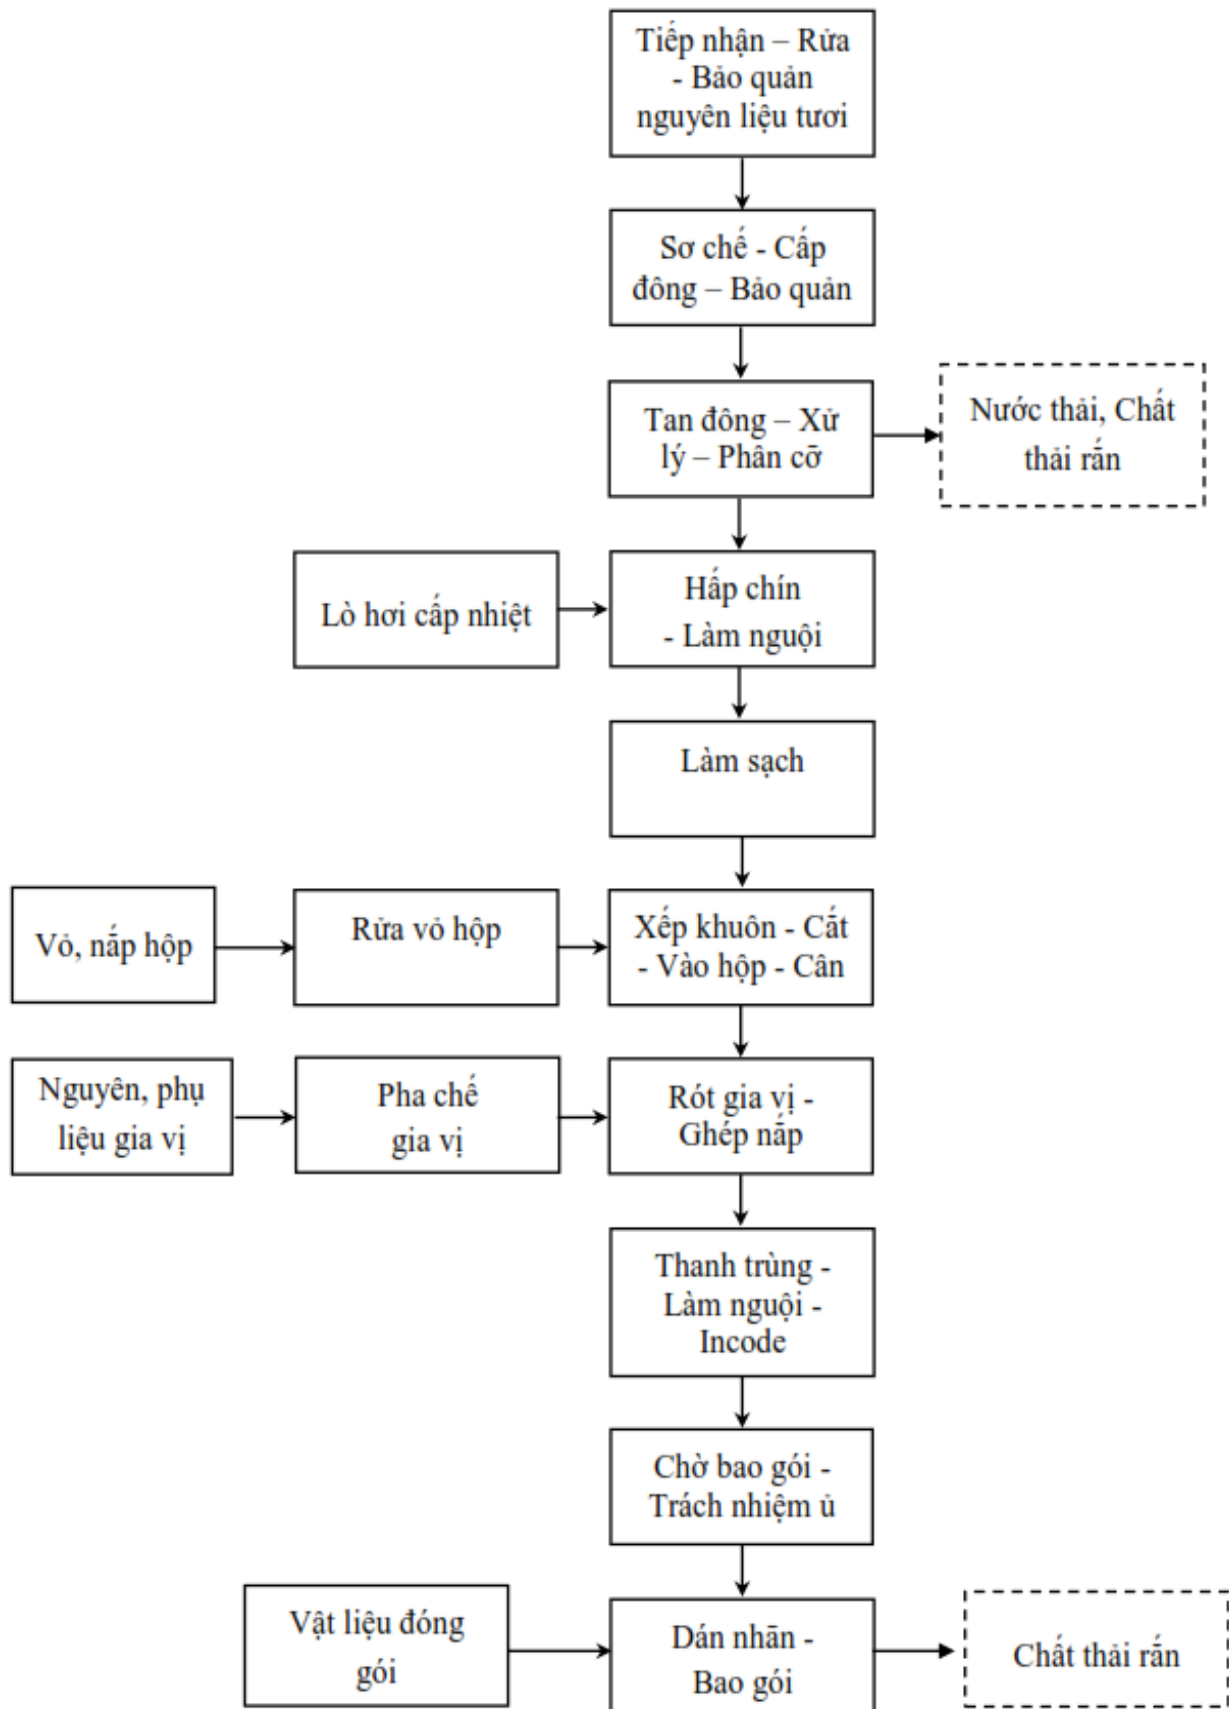 Tiếp nhận – Rửa
- Bảo quản
nguyên liệu tươi
Sơ chế - Cấp
đông – Bảo quản
Tan đông – Xử
lý – Phân cỡ
Nước thải, Chất
thải rắn
Lò hơi cấp nhiệt
Hấp chín
- Làm nguội
Làm sạch
Vỏ, nắp hộp
Rửa vỏ hộp
Xếp khuôn - Cắt
- Vào hộp - Cân
Nguyên, phụ
liệu gia vị
Pha chế
gia vị
Rót gia vị -
Ghép nắp
Thanh trùng -
Làm nguội -
Incode
Chờ bao gói -
Trách nhiệm ủ
Vật liệu đóng
gói
Dán nhãn -
Bao gói
Chất thải rắn